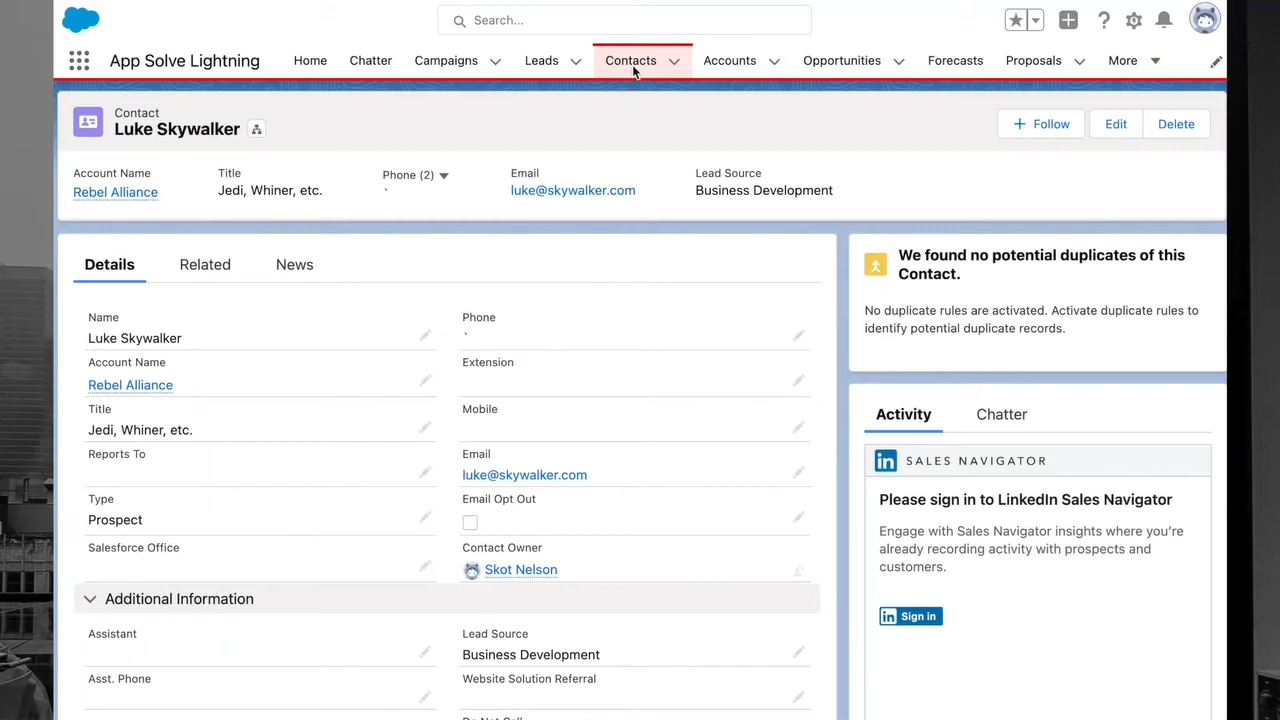 Search...
App Solve Lightning
Home
Chatter
Campaigns
Leads
Contacts
Accounts
Opportunities
Forecasts
Proposals
More
Contact
Luke Skywalker
+ Follow
Edit
Delete
Account Name
Rebel Alliance
Title
Jedi, Whiner, etc.
Phone (2)
`
Email
luke@skywalker.com
Lead Source
Business Development
Details
Related
News
Name
Luke Skywalker
Phone
`
Account Name
Rebel Alliance
Extension
Title
Jedi, Whiner, etc.
Mobile
Reports To
Email
luke@skywalker.com
Type
Prospect
Email Opt Out
Salesforce Office
Contact Owner
Skot Nelson
Additional Information
Assistant
Lead Source
Business Development
Asst. Phone
Website Solution Referral
We found no potential duplicates of this
Contact.
No duplicate rules are activated. Activate duplicate rules to
identify potential duplicate records.
Activity
Chatter
in SALES NAVIGATOR
Please sign in to LinkedIn Sales Navigator
Engage with Sales Navigator insights where you're
already recording activity with prospects and
customers.
in Sign in